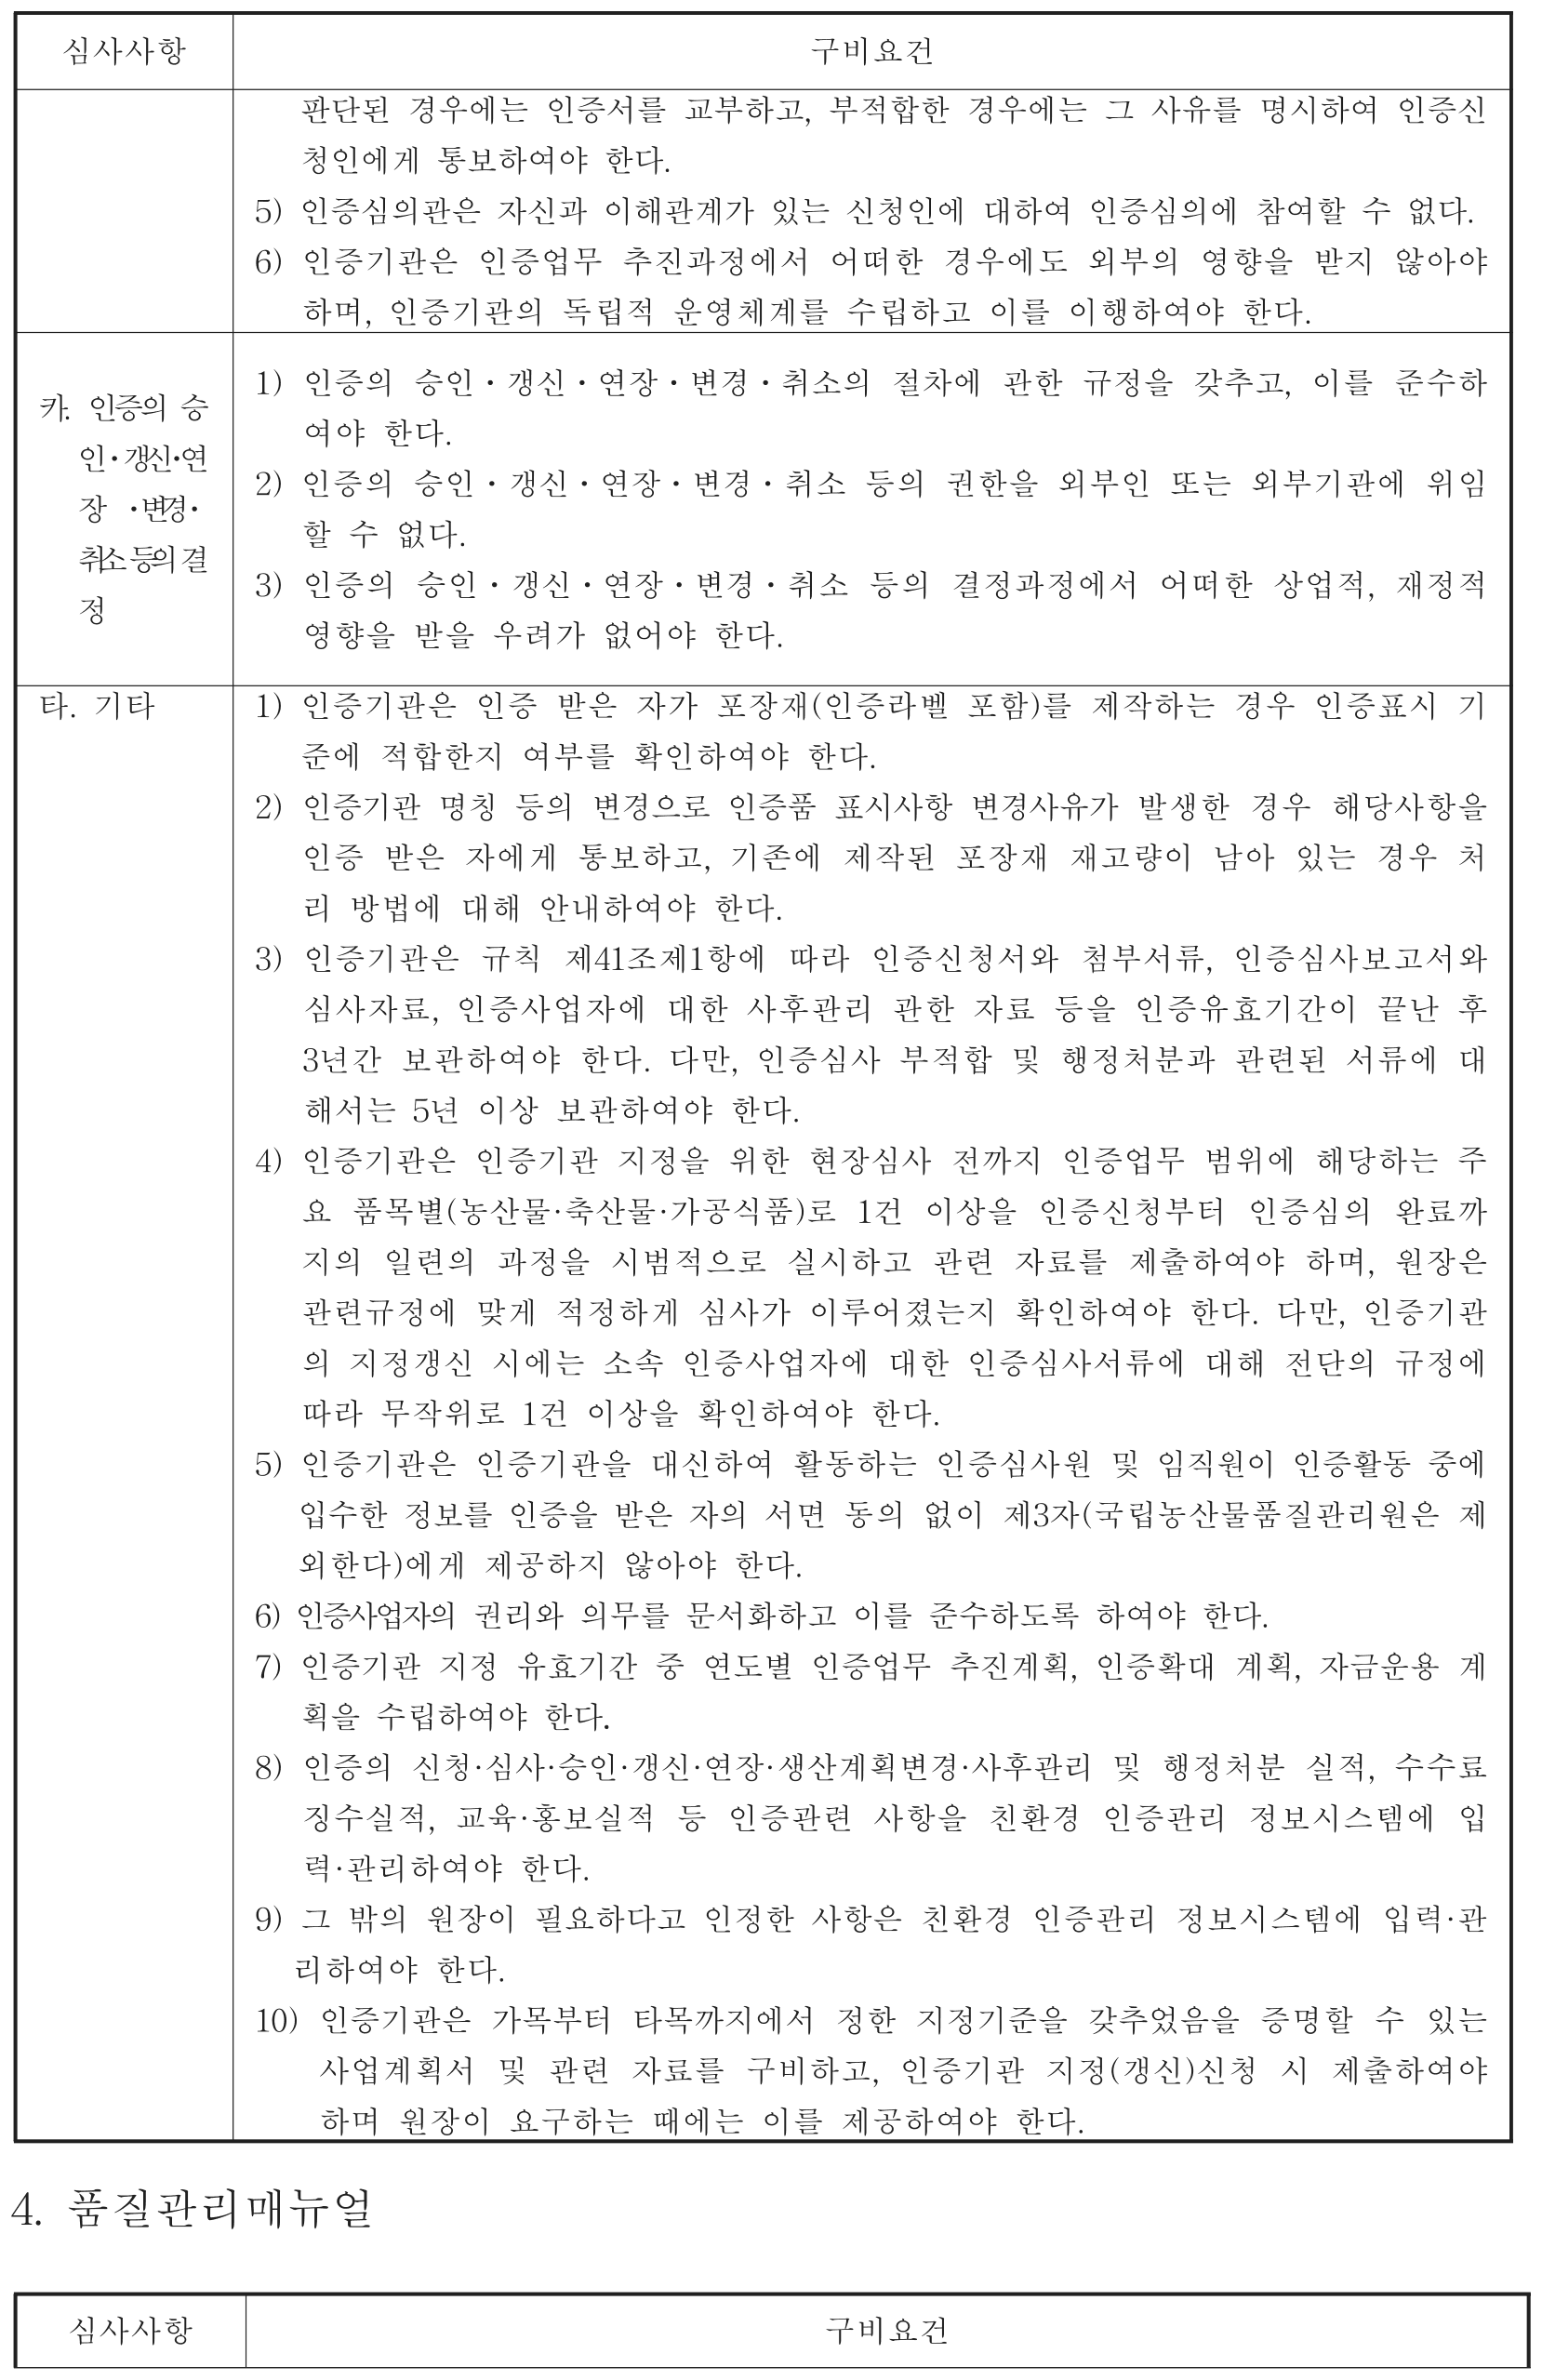 심사사항 구비요건
판단된 경우에는 인증서를 교부하고, 부적합한 경우에는 그 사유를 명시하여 인증신
청인에게 통보하여야 한다.
5) 인증심의관은 자신과 이해관계가 있는 신청인에 대하여 인증심의에 참여할 수 없다.
6) 인증기관은 인증업무 추진과정에서 어떠한 경우에도 외부의 영향을 받지 않아야
하며, 인증기관의 독립적 운영체계를 수립하고 이를 이행하여야 한다.
카. 인증의 승
인·갱신·연
장 ·변경·
취소 등의 결
정
1) 인증의 승인·갱신·연장·변경·취소의 절차에 관한 규정을 갖추고, 이를 준수하
여야 한다.
2) 인증의 승인·갱신·연장·변경·취소 등의 권한을 외부인 또는 외부기관에 위임
할 수 없다.
3) 인증의 승인·갱신·연장·변경·취소 등의 결정과정에서 어떠한 상업적, 재정적
영향을 받을 우려가 없어야 한다.
타. 기타
1) 인증기관은 인증 받은 자가 포장재(인증라벨 포함)를 제작하는 경우 인증표시 기
준에 적합한지 여부를 확인하여야 한다.
2) 인증기관 명칭 등의 변경으로 인증품 표시사항 변경사유가 발생한 경우 해당사항을
인증 받은 자에게 통보하고, 기존에 제작된 포장재 재고량이 남아 있는 경우 처
리 방법에 대해 안내하여야 한다.
3) 인증기관은 규칙 제41조제1항에 따라 인증신청서와 첨부서류, 인증심사보고서와
심사자료, 인증사업자에 대한 사후관리 관한 자료 등을 인증유효기간이 끝난 후
3년간 보관하여야 한다. 다만, 인증심사 부적합 및 행정처분과 관련된 서류에 대
해서는 5년 이상 보관하여야 한다.
4) 인증기관은 인증기관 지정을 위한 현장심사 전까지 인증업무 범위에 해당하는 주
요 품목별(농산물·축산물·가공식품)로 1건 이상을 인증신청부터 인증심의 완료까
지의 일련의 과정을 시범적으로 실시하고 관련 자료를 제출하여야 하며, 원장은
관련규정에 맞게 적정하게 심사가 이루어졌는지 확인하여야 한다. 다만, 인증기관
의 지정갱신 시에는 소속 인증사업자에 대한 인증심사서류에 대해 전단의 규정에
따라 무작위로 1건 이상을 확인하여야 한다.
5) 인증기관은 인증기관을 대신하여 활동하는 인증심사원 및 임직원이 인증활동 중에
입수한 정보를 인증을 받은 자의 서면 동의 없이 제3자(국립농산물품질관리원은 제
외한다)에게 제공하지 않아야 한다.
6) 인증사업자의 권리와 의무를 문서화하고 이를 준수하도록 하여야 한다.
7) 인증기관 지정 유효기간 중 연도별 인증업무 추진계획, 인증확대 계획, 자금운용 계
획을 수립하여야 한다.
8) 인증의 신청·심사·승인·갱신·연장·생산계획변경·사후관리 및 행정처분 실적, 수수료
징수실적, 교육·홍보실적 등 인증관련 사항을 친환경 인증관리 정보시스템에 입
력·관리하여야 한다.
9) 그 밖의 원장이 필요하다고 인정한 사항은 친환경 인증관리 정보시스템에 입력·관
리하여야 한다.
10) 인증기관은 가목부터 타목까지에서 정한 지정기준을 갖추었음을 증명할 수 있는
사업계획서 및 관련 자료를 구비하고, 인증기관 지정(갱신)신청 시 제출하여야
하며 원장이 요구하는 때에는 이를 제공하여야 한다.
4. 품질관리매뉴얼
심사사항 구비요건